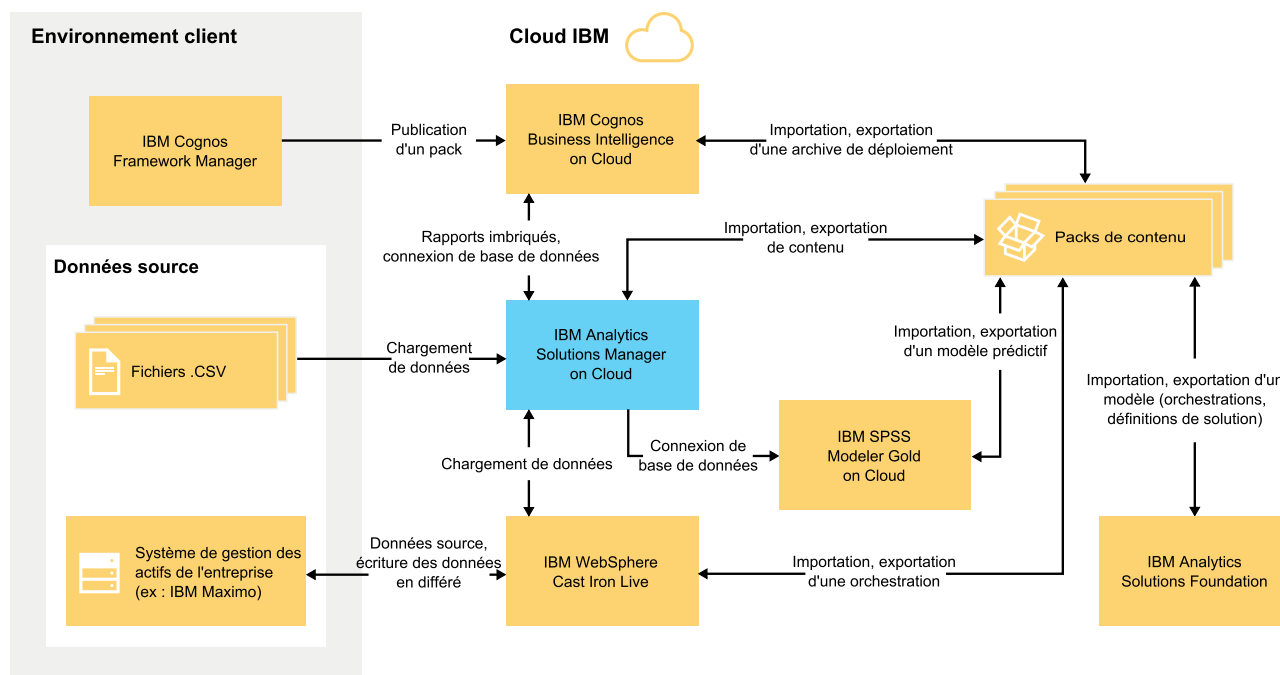 Environnement client
Cloud IBM
IBM Cognos
Framework Manager
Publication
d'un pack
IBM Cognos
Business Intelligence
on Cloud
Importation, exportation
d'une archive de déploiement
Packs de contenu
Rapports imbriqués,
connexion de base de données
Importation, exportation
de contenu
Données source
Fichiers .CSV
Chargement
de données
IBM Analytics
Solutions Manager
on Cloud
Importation, exportation
d'un modèle prédictif
Importation, exportation d'un
modèle (orchestrations,
définitions de solution)
Chargement de données
Connexion de
base de données
IBM SPSS
Modeler Gold
on Cloud
Système de gestion des
actifs de l'entreprise
(ex : IBM Maximo)
Données source,
écriture des données
en différé
IBM WebSphere
Cast Iron Live
Importation, exportation
d'une orchestration
IBM Analytics
Solutions Foundation